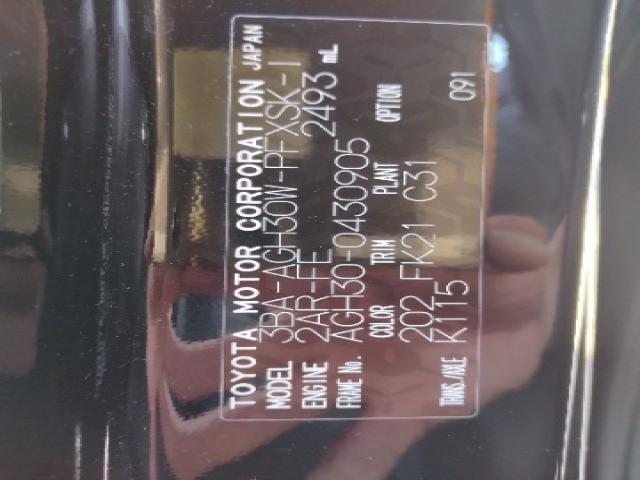 TOYOTA MOTOR CORPORATION JAPAN
MODEL 3BA-AGH30W-PFXSK-I
ENGINE 2AR-FE 2493 mL
FRAME No. AGH30-0430905
COLOR TRIM PLANT OPTION
202 FK21 C31
TRANS.AXLE K115 091